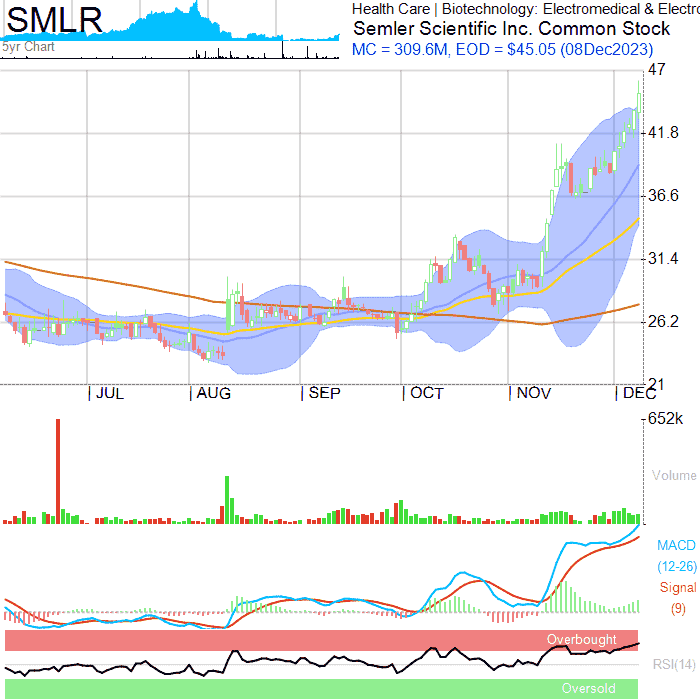 SMLR
5yr Chart
Health Care | Biotechnology: Electromedical & Electro
Semler Scientific Inc. Common Stock
MC = 309.6M, EOD = $45.05 (08Dec2023)
47
41.8
36.6
31.4
26.2
21
JUL
AUG
SEP
OCT
NOV
DEC
652k
Volume
MACD
(12-26)
Signal
(9)
Overbought
RSI(14)
Oversold